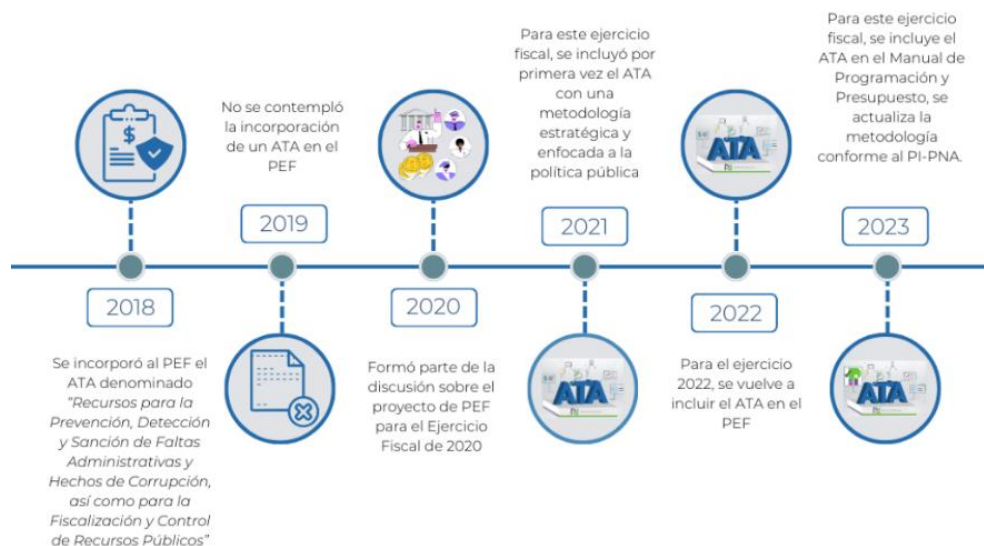 2018
Se incorporó al PEF el
ATA denominado
"Recursos para la
Prevención, Detección
y Sanción de Faltas
Administrativas y
Hechos de Corrupción,
así como para la
Fiscalización y Control
de Recursos Públicos"
No se contempló
la incorporación
de un ATA en el
PEF
2019
2020
Formó parte de la
discusión sobre el
proyecto de PEF
para el Ejercicio
Fiscal de 2020
Para este ejercicio
fiscal, se incluyó por
primera vez el ATA
con una
metodología
estratégica y
enfocada a la
política pública
2021
ATA
ATA
2022
Para el ejercicio
2022, se vuelve a
incluir el ATA en el
PEF
Para este ejercicio
fiscal, se incluye el
ATA en el Manual de
Programación y
Presupuesto, se
actualiza la
metodología
conforme al PI-PNA.
2023
ATA